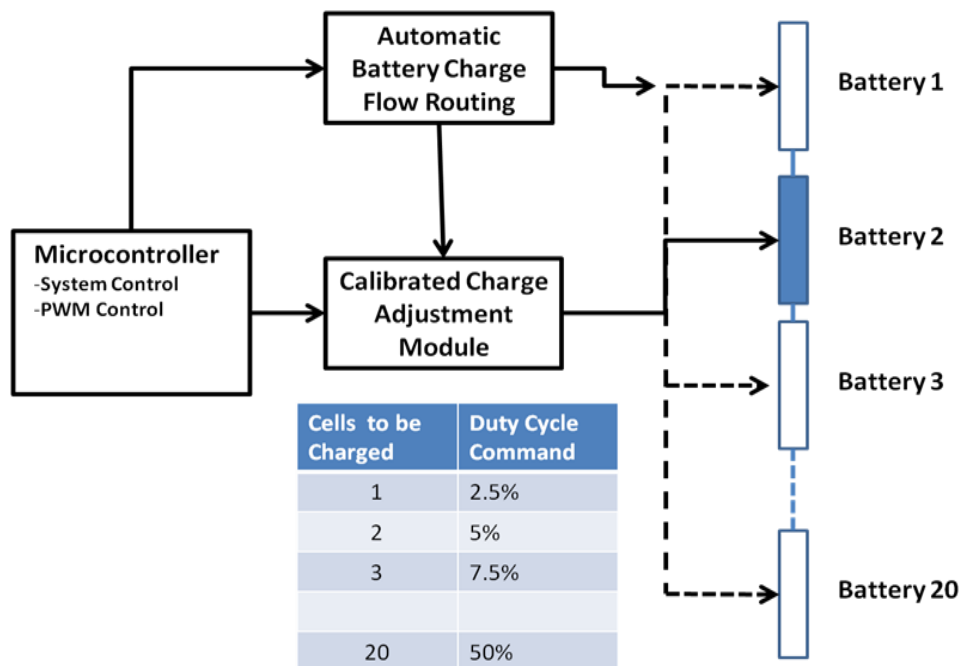 Automatic
Battery Charge
Flow Routing
Battery 1
Microcontroller
-System Control
-PWM Control
Calibrated Charge
Adjustment
Module
Battery 2
Battery 3
Cells to be
Charged
Duty Cycle
Command
1 2.5%
2 5%
3 7.5%
20 50%
Battery 20